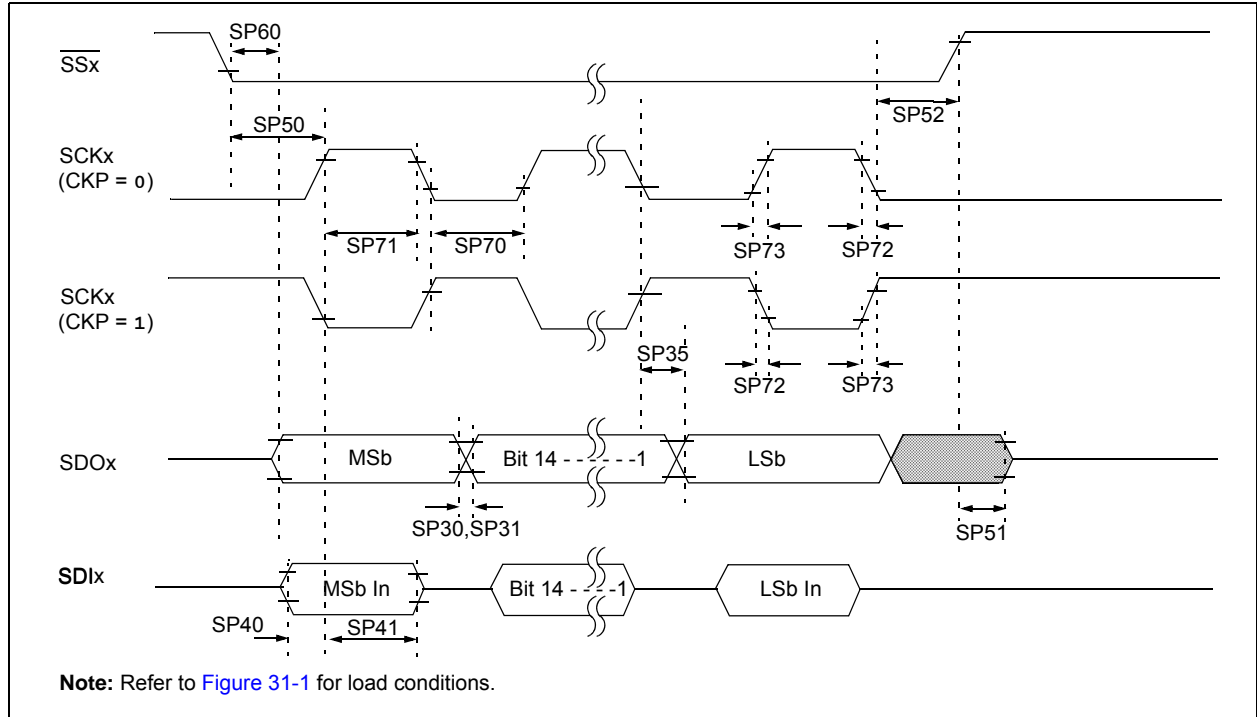 SP60
SSx
SP52
SP50
SCKx
(CKP = 0)
SP71
SP70
SP73
SP72
SCKx
(CKP = 1)
SP35
SP72
SP73
SDOx
MSb
Bit 14 - - - - - -1
LSb
SP30,SP31
SP51
SDIx
MSb In
Bit 14 - - - -1
LSb In
SP40
SP41
Note: Refer to Figure 31-1 for load conditions.